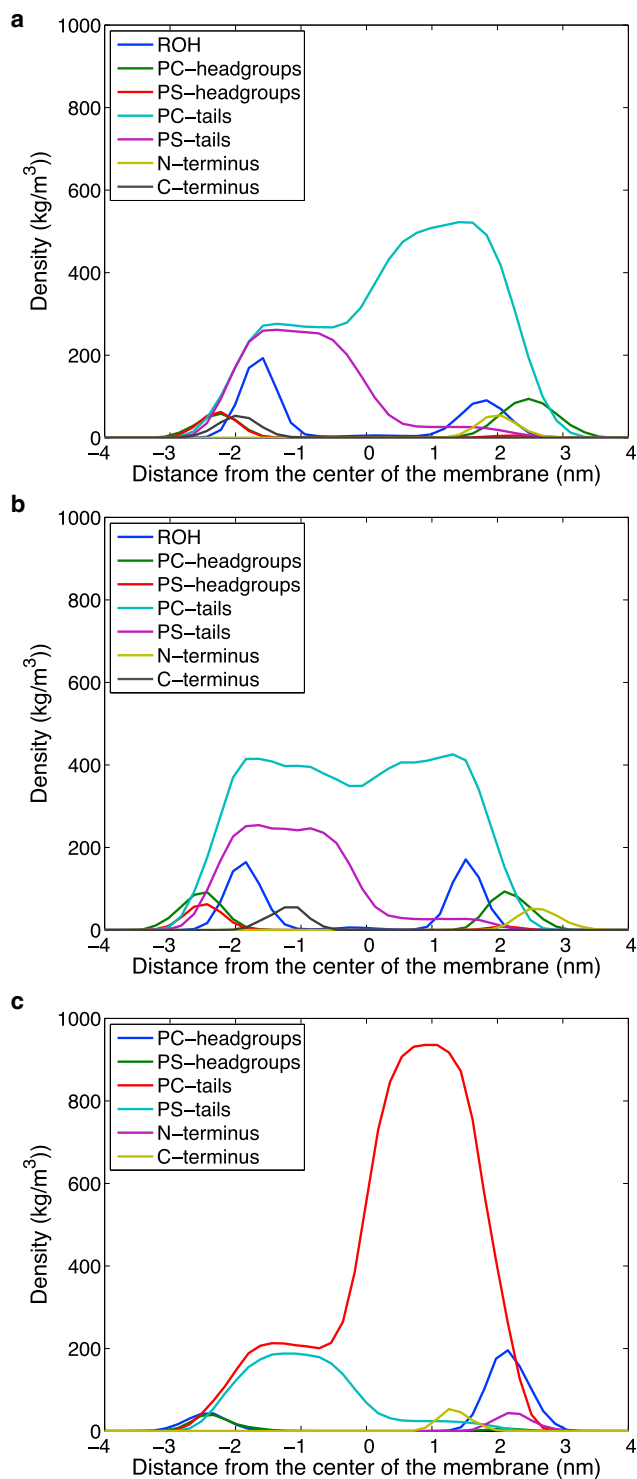 a
1000
800
600
400
200
0
Density (kg/m³))
ROH
PC–headgroups
PS–headgroups
PC–tails
PS–tails
N–terminus
C–terminus
−4 −3 −2 −1 0 1 2 3 4
Distance from the center of the membrane (nm)
b
1000
800
600
400
200
0
Density (kg/m³))
ROH
PC–headgroups
PS–headgroups
PC–tails
PS–tails
N–terminus
C–terminus
−4 −3 −2 −1 0 1 2 3 4
Distance from the center of the membrane (nm)
c
1000
800
600
400
200
0
Density (kg/m³))
PC–headgroups
PS–headgroups
PC–tails
PS–tails
N–terminus
C–terminus
−4 −3 −2 −1 0 1 2 3 4
Distance from the center of the membrane (nm)